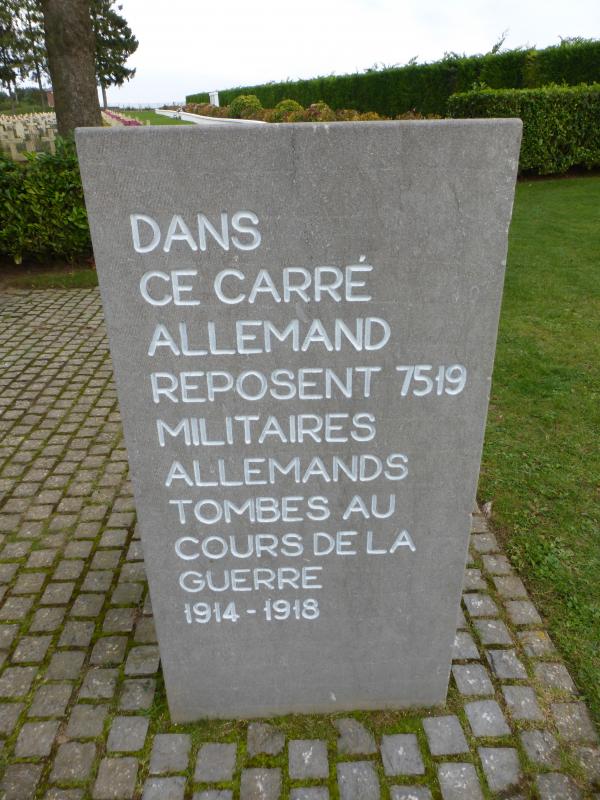 DANS
CE CARRÉ
ALLEMAND
REPOSENT 7519
MILITAIRES
ALLEMANDS
TOMBES AU
COURS DE LA
GUERRE
1914 - 1918